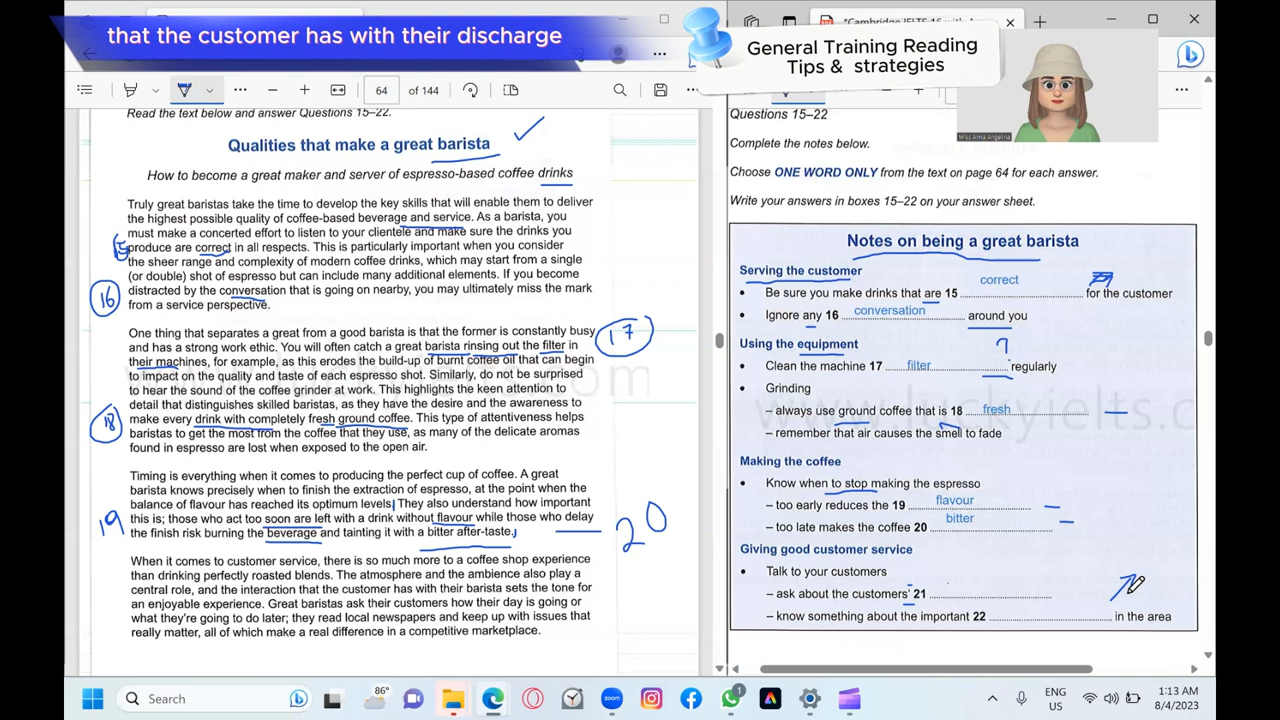 that the customer has with their discharge
General Training Reading
Tips & strategies
*Cambridge IELTS 16 with
64 of 144
Miss Anna Angelina
Read the text below and answer Questions 15–22.
Qualities that make a great barista
How to become a great maker and server of espresso-based coffee drinks
Truly great baristas take the time to develop the key skills that will enable them to deliver
the highest possible quality of coffee-based beverage and service. As a barista, you
must make a concerted effort to listen to your clientele and make sure the drinks you
15
produce are correct in all respects. This is particularly important when you consider
the sheer range and complexity of modern coffee drinks, which may start from a single
(or double) shot of espresso but can include many additional elements. If you become
16
distracted by the conversation that is going on nearby, you may ultimately miss the mark
from a service perspective.
One thing that separates a great from a good barista is that the former is constantly busy
17
and has a strong work ethic. You will often catch a great barista rinsing out the filter in
their machines, for example, as this erodes the build-up of burnt coffee oil that can begin
to impact on the quality and taste of each espresso shot. Similarly, do not be surprised
to hear the sound of the coffee grinder at work. This highlights the keen attention to
detail that distinguishes skilled baristas, as they have the desire and the awareness to
18
make every drink with completely fresh ground coffee. This type of attentiveness helps
baristas to get the most from the coffee that they use, as many of the delicate aromas
found in espresso are lost when exposed to the open air.
Timing is everything when it comes to producing the perfect cup of coffee. A great
barista knows precisely when to finish the extraction of espresso, at the point when the
balance of flavour has reached its optimum levels. They also understand how important
19
this is; those who act too soon are left with a drink without flavour while those who delay
20
the finish risk burning the beverage and tainting it with a bitter after-taste.
When it comes to customer service, there is so much more to a coffee shop experience
than drinking perfectly roasted blends. The atmosphere and the ambience also play a
central role, and the interaction that the customer has with their barista sets the tone for
an enjoyable experience. Great baristas ask their customers how their day is going or
what they're going to do later; they read local newspapers and keep up with issues that
really matter, all of which make a real difference in a competitive marketplace.
Questions 15–22
Complete the notes below.
Choose ONE WORD ONLY from the text on page 64 for each answer.
Write your answers in boxes 15–22 on your answer sheet.
Notes on being a great barista
Serving the customer
• Be sure you make drinks that are 15 correct for the customer
• Ignore any 16 conversation around you
Using the equipment
• Clean the machine 17 filter regularly
• Grinding
– always use ground coffee that is 18 fresh
– remember that air causes the smell to fade
Making the coffee
• Know when to stop making the espresso
– too early reduces the 19 flavour
– too late makes the coffee 20 bitter
Giving good customer service
• Talk to your customers
– ask about the customers' 21
– know something about the important 22 in the area
www.luckyielts.c
Search
86°
zoom
1
ENG
US
1:13 AM
8/4/2023